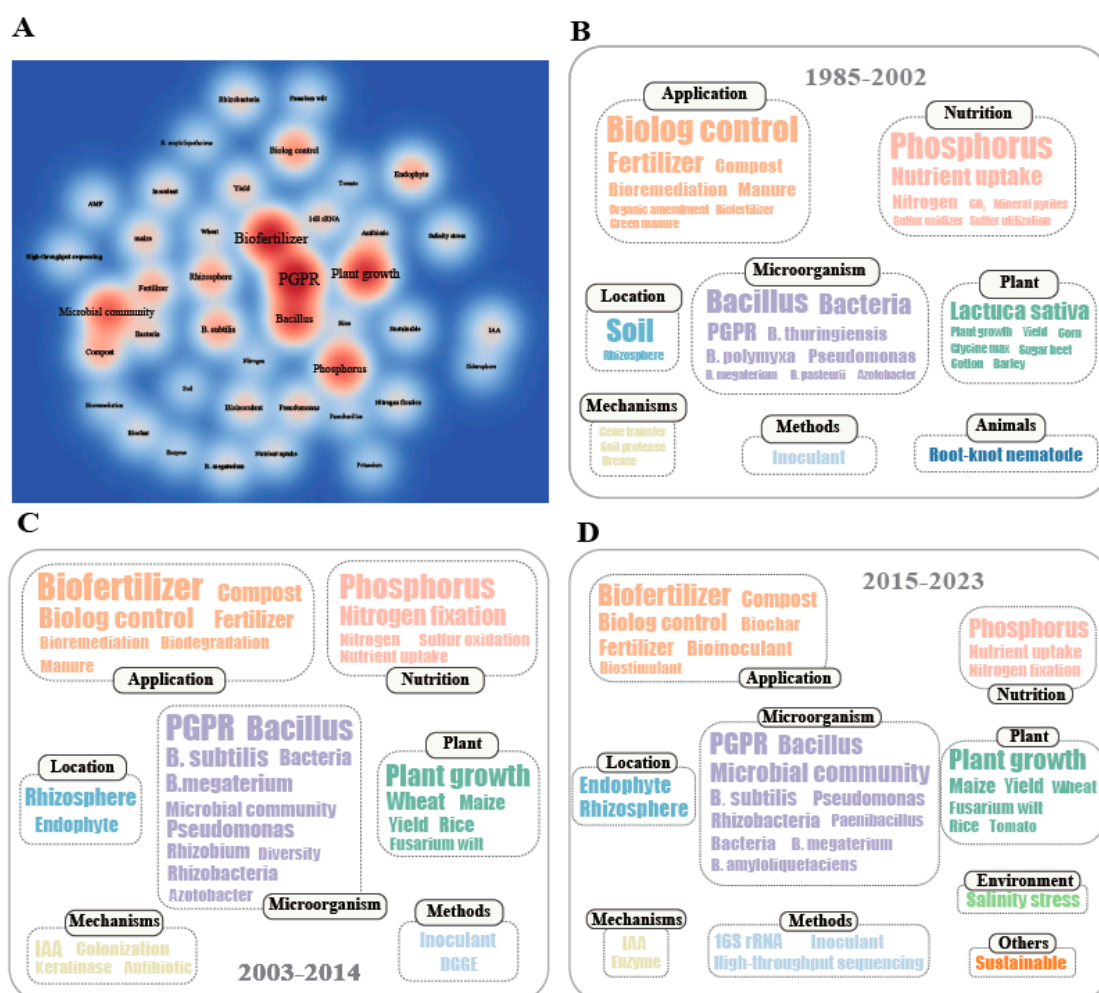 A
Rhizobacteria
Fusarium wilt
B. amyloliquefaciens
Biolog control
Endophyte
Inoculant
Yield
Tomato
AMF
16S rRNA
maize
Wheat
Biofertilizer
Antibiotic
Salinity stress
High-throughput sequencing
Rhizosphere
PGPR
Plant growth
Fertilizer
Microbial community
Bacillus
Bacteria
B. subtilis
Rice
Sustainable
IAA
Compost
Nitrogen
Phosphorus
Siderophore
Soil
Bioremediation
Bioinoculant
Pseudomonas
Paenibacillus
Nitrogen fixation
Biochar
Enzyme
Nutrient uptake
B. megaterium
Potassium
B
1985-2002
Application
Biolog control
Fertilizer Compost
Bioremediation Manure
Organic amendment Biofertilizer
Green manure
Nutrition
Phosphorus
Nutrient uptake
Nitrogen CO₂ Mineral pyrites
Sulfur oxidizer Sulfur utilization
Location
Soil
Rhizosphere
Microorganism
Bacillus Bacteria
PGPR B. thuringiensis
B. polymyxa Pseudomonas
B. megaterium B. pasteurii Azotobacter
Plant
Lactuca sativa
Plant growth Yield Corn
Glycine max Sugar beet
Cotton Barley
Mechanisms
Gene transfer
Soil protease
Urease
Methods
Inoculant
Animals
Root-knot nematode
C
Biofertilizer Compost
Biolog control Fertilizer
Bioremediation Biodegradation
Manure
Application
Phosphorus
Nitrogen fixation
Nitrogen Sulfur oxidation
Nutrient uptake
Nutrition
Location
Rhizosphere
Endophyte
PGPR Bacillus
B. subtilis Bacteria
B.megaterium
Microbial community
Pseudomonas
Rhizobium Diversity
Rhizobacteria
Azotobacter
Microorganism
Plant
Plant growth
Wheat Maize
Yield Rice
Fusarium wilt
Mechanisms
IAA Colonization
Keratinase Antibiotic
2003-2014
Methods
Inoculant
DGGE
D
2015-2023
Biofertilizer Compost
Biolog control Biochar
Fertilizer Bioinoculant
Biostimulant
Application
Phosphorus
Nutrient uptake
Nitrogen fixation
Nutrition
Location
Endophyte
Rhizosphere
Microorganism
PGPR Bacillus
Microbial community
B. subtilis Pseudomonas
Rhizobacteria Paenibacillus
Bacteria B. megaterium
B. amyloliquefaciens
Plant
Plant growth
Maize Yield Wheat
Fusarium wilt
Rice Tomato
Environment
Salinity stress
Mechanisms
IAA
Enzyme
Methods
16S rRNA Inoculant
High-throughput sequencing
Others
Sustainable